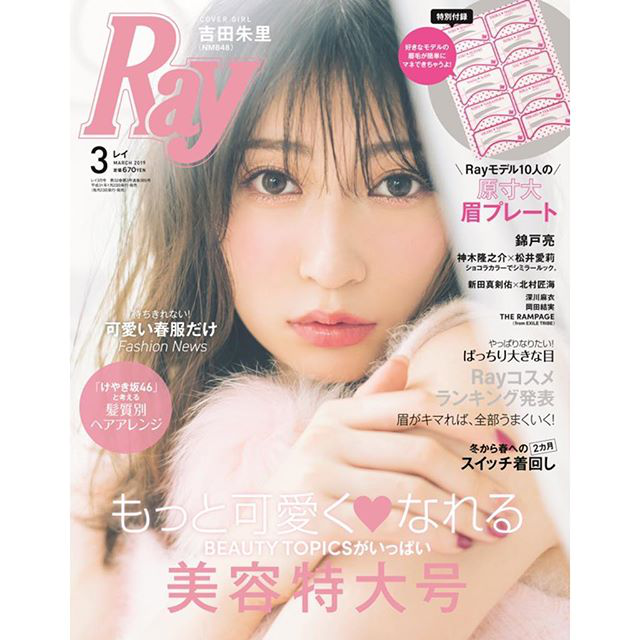 COVER GIRL
吉田朱里
(NMB48)
Ray
3 レイ
MARCH 2019
定価670YEN
特別付録
好きなモデルの
眉毛が簡単に
マネできちゃうよ!
Rayモデル10人の
原寸大
眉プレート
錦戸亮
神木隆之介×松井愛莉
ショコラカラーでシミラールック。
新田真剣佑×北村匠海
深川麻衣
岡田結実
THE RAMPAGE
(from EXILE TRIBE)
待ちきれない!
可愛い春服だけ
Fashion News
「けやき坂46」
と考える
髪質別
ヘアアレンジ
やっぱりなりたい!
ぱっちり大きな目
Rayコスメ
ランキング発表
眉がキマれば、全部うまくいく!
冬から春への 2カ月
スイッチ着回し
もっと可愛く♥なれる
BEAUTY TOPICSがいっぱい
美容特大号